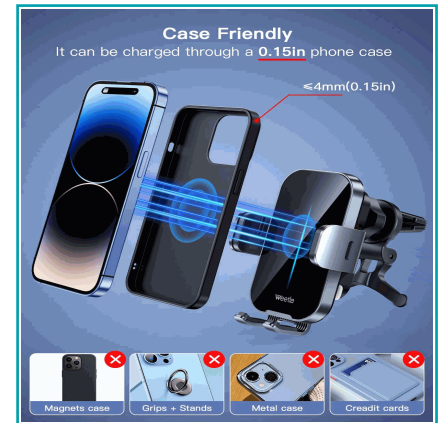 Case Friendly
It can be charged through a 0.15in phone case
≤4mm(0.15in)
Weetla
Magnets case
Grips + Stands
Metal case
Creadit cards